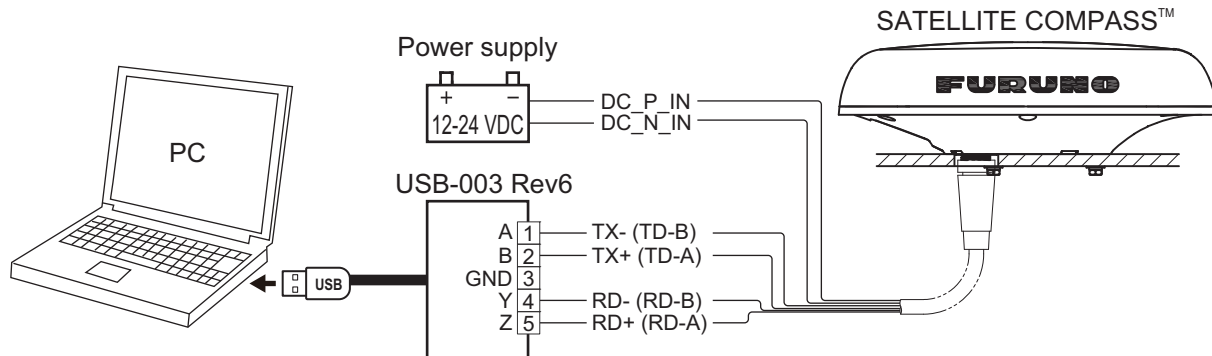 SATELLITE COMPASS™
FURUNO
Power supply
+ −
12-24 VDC
DC_P_IN
DC_N_IN
PC
USB-003 Rev6
A 1 TX- (TD-B)
B 2 TX+ (TD-A)
GND 3
Y 4 RD- (RD-B)
Z 5 RD+ (RD-A)
USB